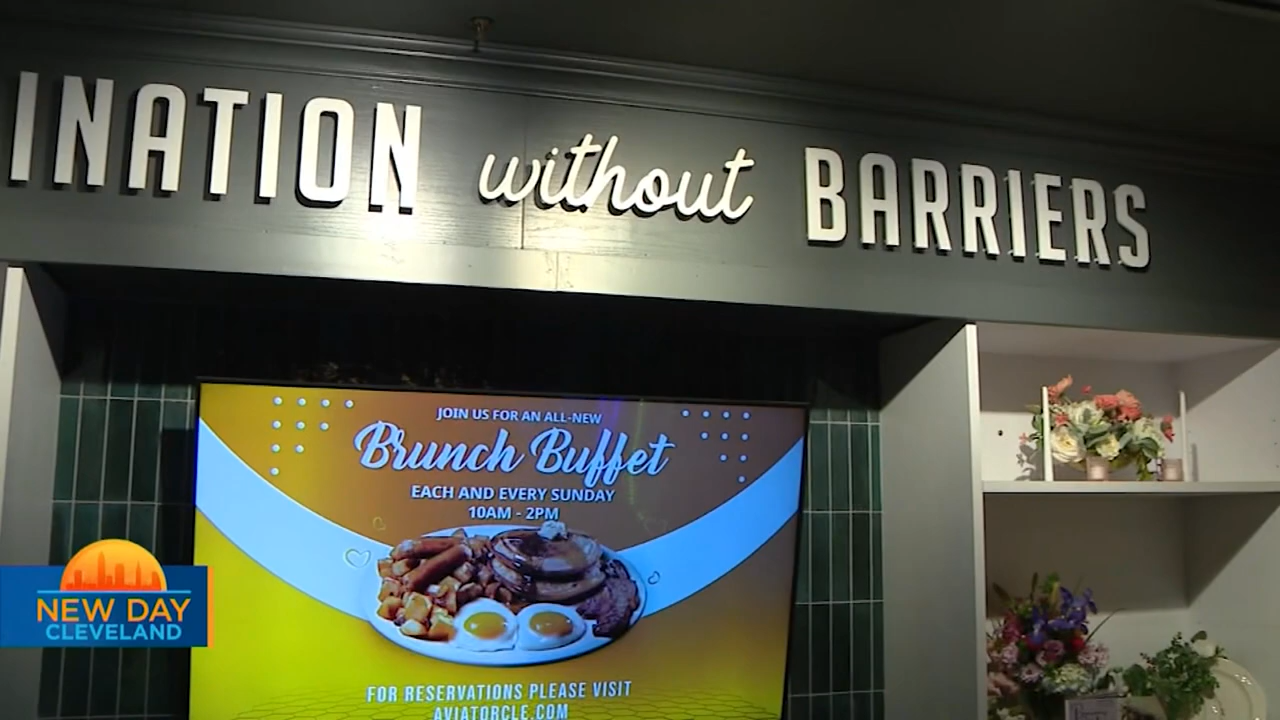 INATION without BARRIERS
JOIN US FOR AN ALL-NEW
Brunch Buffet
EACH AND EVERY SUNDAY
10AM - 2PM
FOR RESERVATIONS PLEASE VISIT
AVIATORCLE.COM
NEW DAY
CLEVELAND